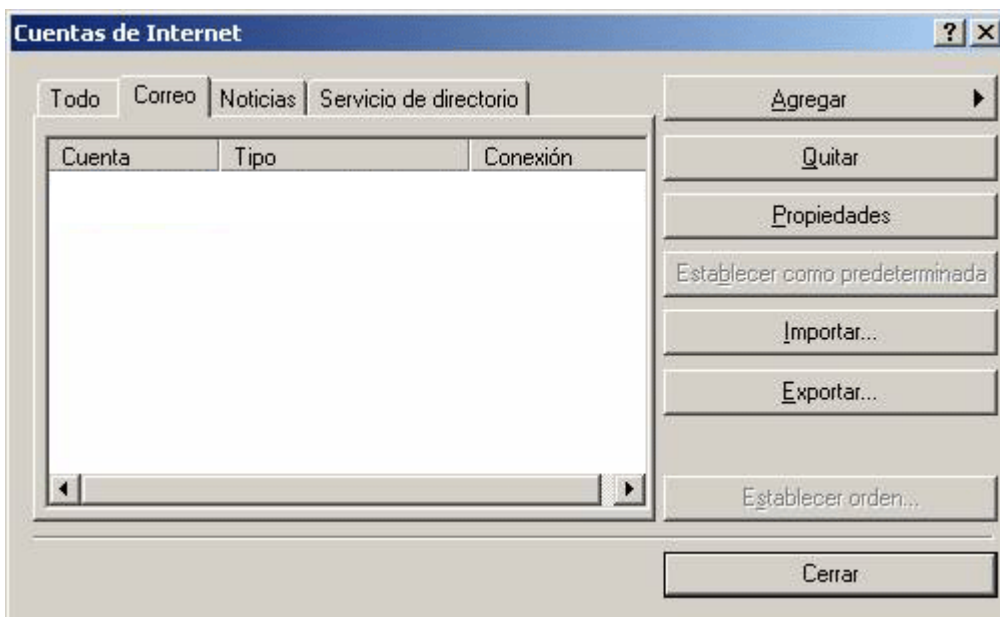 Cuentas de Internet
Todo
Correo
Noticias
Servicio de directorio
Cuenta
Tipo
Conexión
Agregar
Quitar
Propiedades
Establecer como predeterminada
Importar...
Exportar...
Establecer orden...
Cerrar